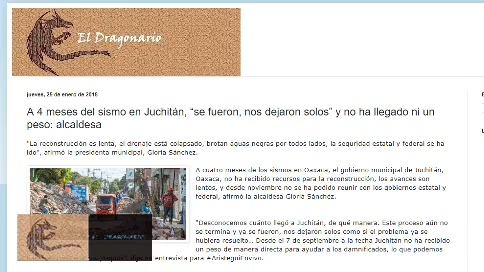 El Dragonario
jueves, 25 de enero de 2018
A 4 meses del sismo en Juchitán, “se fueron, nos dejaron solos” y no ha llegado ni un
peso: alcaldesa
"La reconstrucción es lenta, el drenaje está colapsado, brotan aguas negras por todos lados, la seguridad estatal y federal se ha
ido", afirmó la presidenta municipal, Gloria Sánchez.
A cuatro meses de los sismos en Oaxaca, el gobierno municipal de Juchitán,
Oaxaca, no ha recibido recursos para la reconstrucción, los avances son
lentos, y desde noviembre no se ha podido reunir con los gobiernos estatal y
federal, afirmó la alcaldesa Gloria Sánchez.
"Desconocemos cuánto llegó a Juchitán, de qué manera. Este proceso aún no
se termina y ya se fueron, nos dejaron solos como si el problema ya se
hubiera resuelto... Desde el 7 de septiembre a la fecha Juchitán no ha recibido
un peso de manera directa para ayudar a los damnificados, lo que podemos
en entrevista para #AristeguiEnVivo.